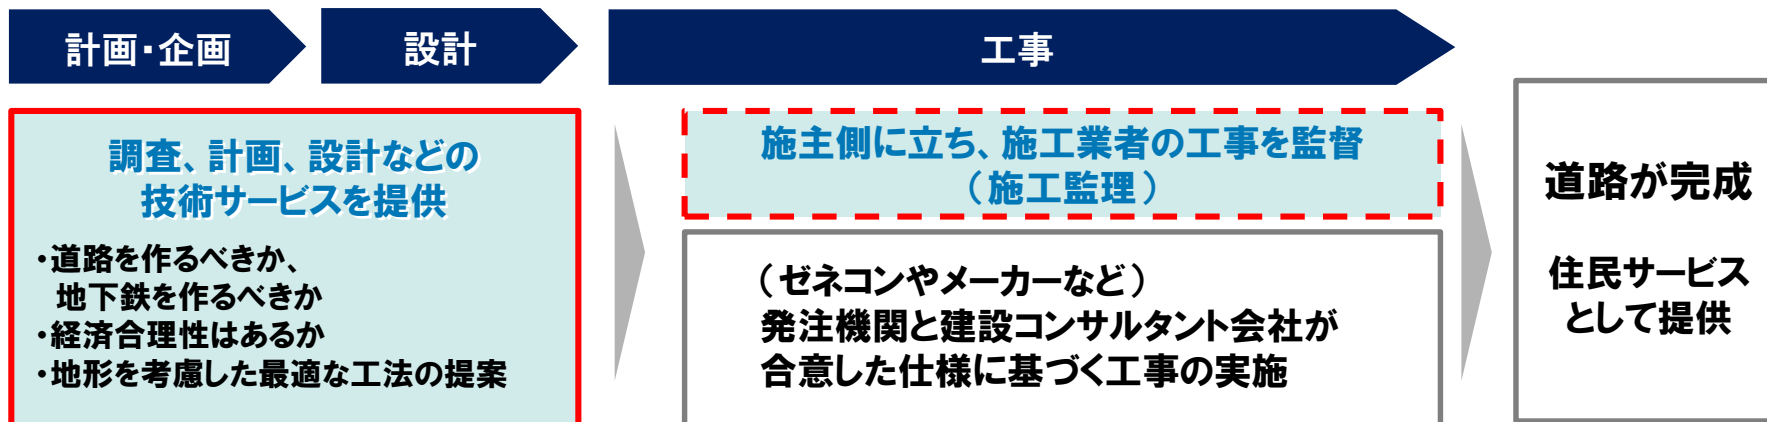 計画・企画
設計
工事
調査、計画、設計などの
技術サービスを提供
・道路を作るべきか、
地下鉄を作るべきか
・経済合理性はあるか
・地形を考慮した最適な工法の提案
施主側に立ち、施工業者の工事を監督
（施工監理）
（ゼネコンやメーカーなど）
発注機関と建設コンサルタント会社が
合意した仕様に基づく工事の実施
道路が完成
住民サービス
として提供